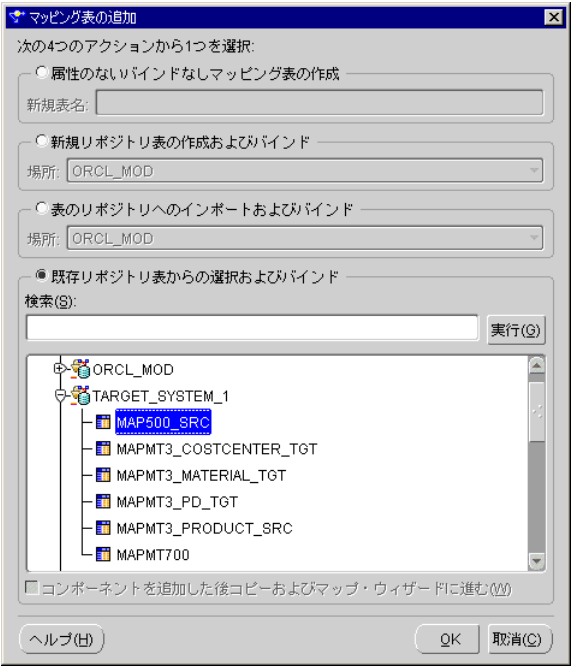 マッピング表の追加
次の4つのアクションから1つを選択:
属性のないバインドなしマッピング表の作成
新規表名:
新規リポジトリ表の作成およびバインド
場所: ORCL_MOD
表のリポジトリへのインポートおよびバインド
場所: ORCL_MOD
既存リポジトリ表からの選択およびバインド
検索(S):
実行(G)
ORCL_MOD
TARGET_SYSTEM_1
MAP500_SRC
MAPMT3_COSTCENTER_TGT
MAPMT3_MATERIAL_TGT
MAPMT3_PD_TGT
MAPMT3_PRODUCT_SRC
MAPMT700
コンポーネントを追加した後コピーおよびマップ・ウィザードに進む(W)
ヘルプ(H) OK 取消(C)